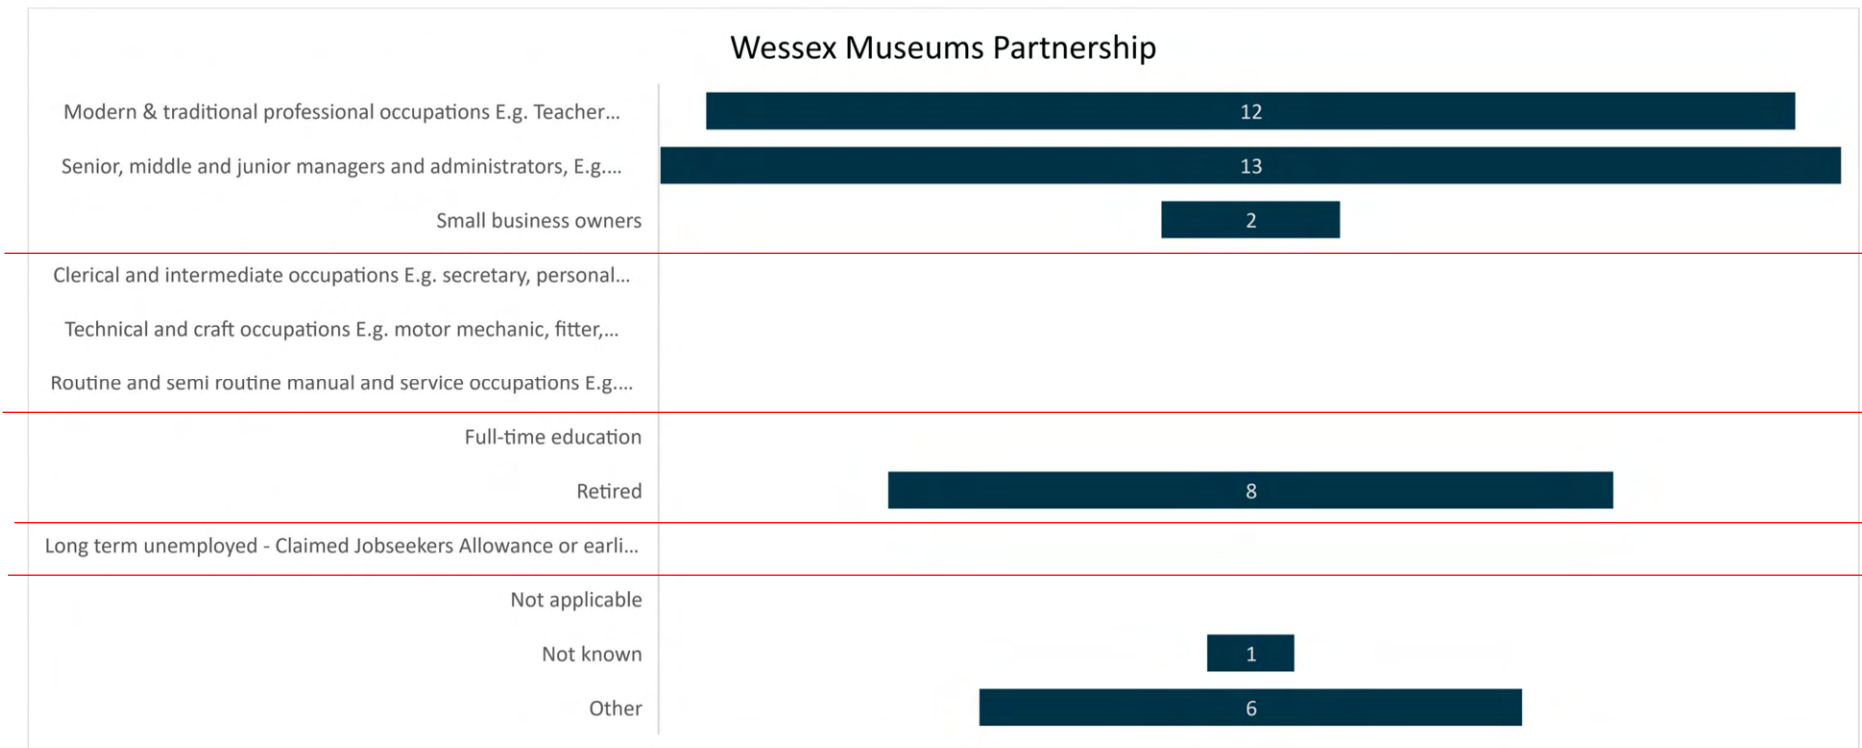 Wessex Museums Partnership
Modern & traditional professional occupations E.g. Teacher... 12
Senior, middle and junior managers and administrators, E.g.... 13
Small business owners 2
Clerical and intermediate occupations E.g. secretary, personal...
Technical and craft occupations E.g. motor mechanic, fitter,...
Routine and semi routine manual and service occupations E.g....
Full-time education
Retired 8
Long term unemployed - Claimed Jobseekers Allowance or earli...
Not applicable
Not known 1
Other 6